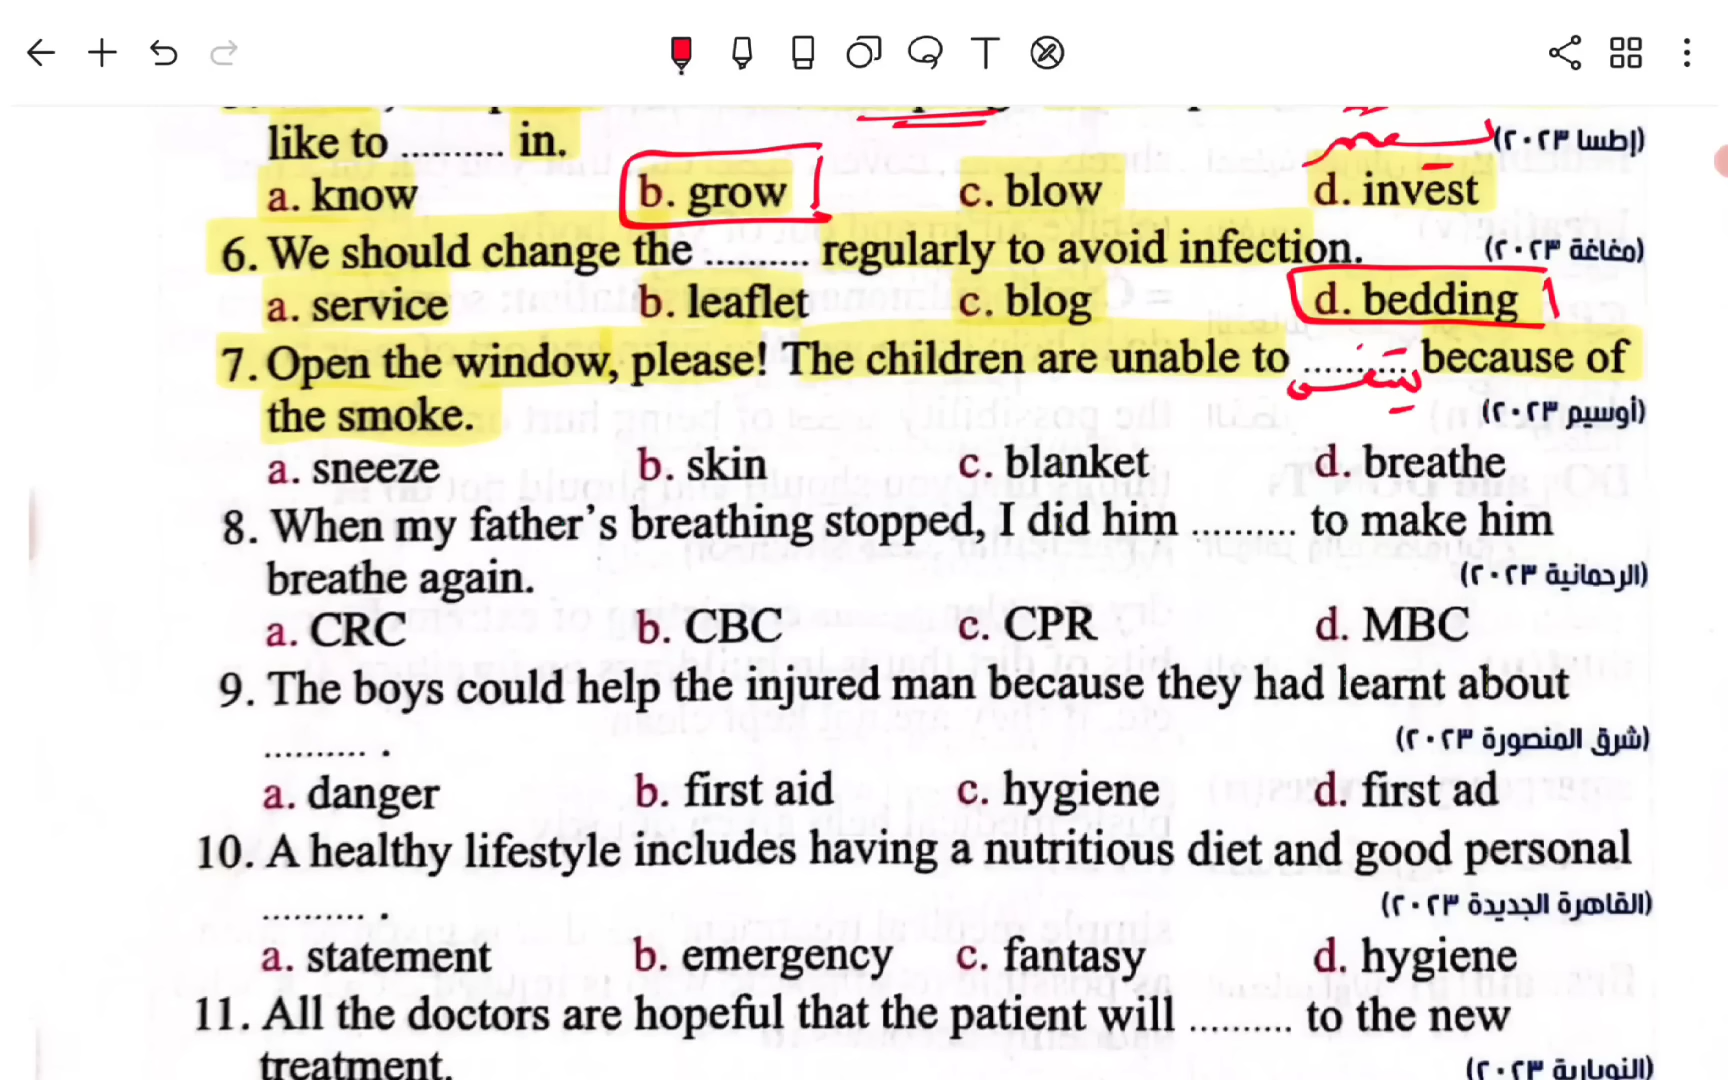 like to .......... in. (إطسا ٢٠٢٣)
a. know b. grow c. blow d. invest
6. We should change the .......... regularly to avoid infection. (مغاغة ٢٠٢٣)
a. service b. leaflet c. blog d. bedding
7. Open the window, please! The children are unable to .......... because of
the smoke. (أوسيم ٢٠٢٣)
a. sneeze b. skin c. blanket d. breathe
8. When my father's breathing stopped, I did him .......... to make him
breathe again. (الرحمانية ٢٠٢٣)
a. CRC b. CBC c. CPR d. MBC
9. The boys could help the injured man because they had learnt about
.......... . (شرق المنصورة ٢٠٢٣)
a. danger b. first aid c. hygiene d. first ad
10. A healthy lifestyle includes having a nutritious diet and good personal
.......... . (القاهرة الجديدة ٢٠٢٣)
a. statement b. emergency c. fantasy d. hygiene
11. All the doctors are hopeful that the patient will .......... to the new
treatment. (النوبارية ٢٠٢٣)